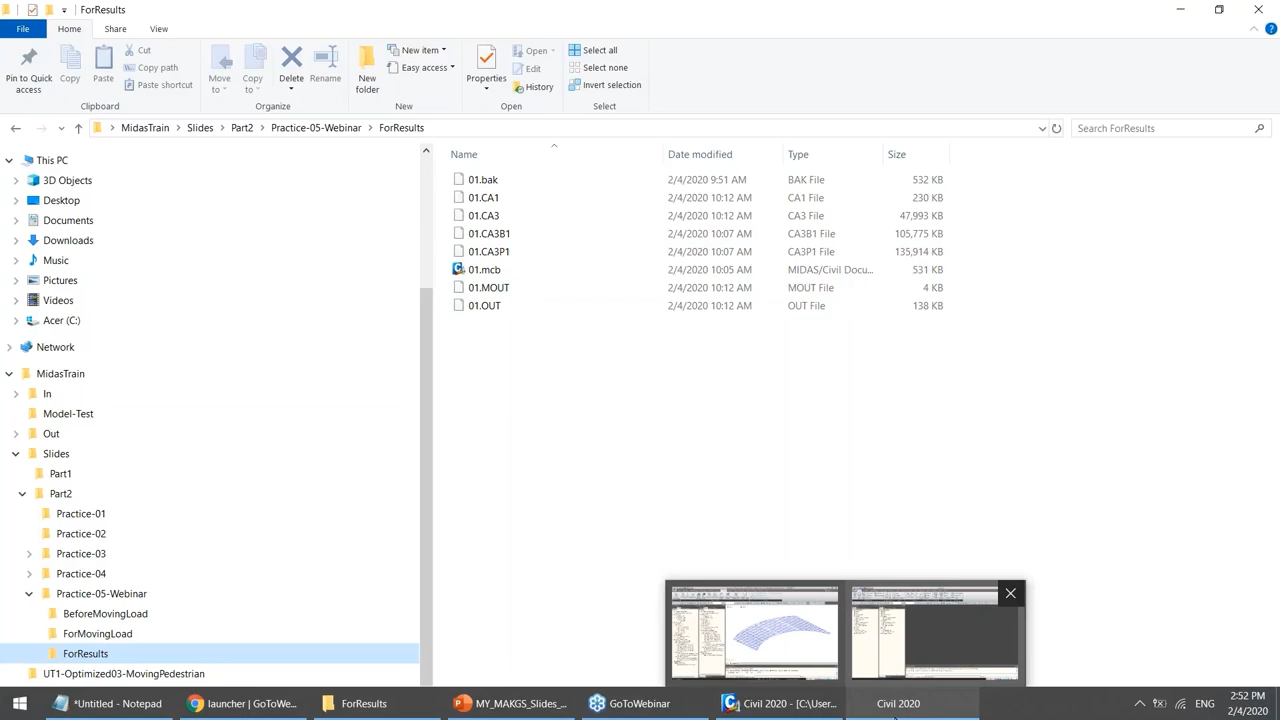 ForResults
File
Home
Share
View
Pin to Quick access
Copy
Paste
Cut
Copy path
Paste shortcut
Clipboard
Move to
Copy to
Delete
Rename
Organize
New folder
New item
Easy access
New
Properties
Open
Edit
History
Open
Select all
Select none
Invert selection
Select
MidasTrain > Slides > Part2 > Practice-05-Webinar > ForResults
Search ForResults
This PC
3D Objects
Desktop
Documents
Downloads
Music
Pictures
Videos
Acer (C:)
Network
MidasTrain
In
Model-Test
Out
Slides
Part1
Part2
Practice-01
Practice-02
Practice-03
Practice-04
Practice-05-Webinar
BeforeMovingLoad
ForMovingLoad
ForResults
UT1-Optimized03-MovingPedestrian
Name Date modified Type Size
01.bak 2/4/2020 9:51 AM BAK File 532 KB
01.CA1 2/4/2020 10:12 AM CA1 File 230 KB
01.CA3 2/4/2020 10:12 AM CA3 File 47,993 KB
01.CA3B1 2/4/2020 10:07 AM CA3B1 File 105,775 KB
01.CA3P1 2/4/2020 10:07 AM CA3P1 File 135,914 KB
01.mcb 2/4/2020 10:05 AM MIDAS/Civil Docu... 531 KB
01.MOUT 2/4/2020 10:12 AM MOUT File 4 KB
01.OUT 2/4/2020 10:12 AM OUT File 138 KB
*Untitled - Notepad
launcher | GoToWe...
ForResults
MY_MAKGS_Slides_...
GoToWebinar
Civil 2020 - [C:\User...
Civil 2020
ENG
2:52 PM
2/4/2020